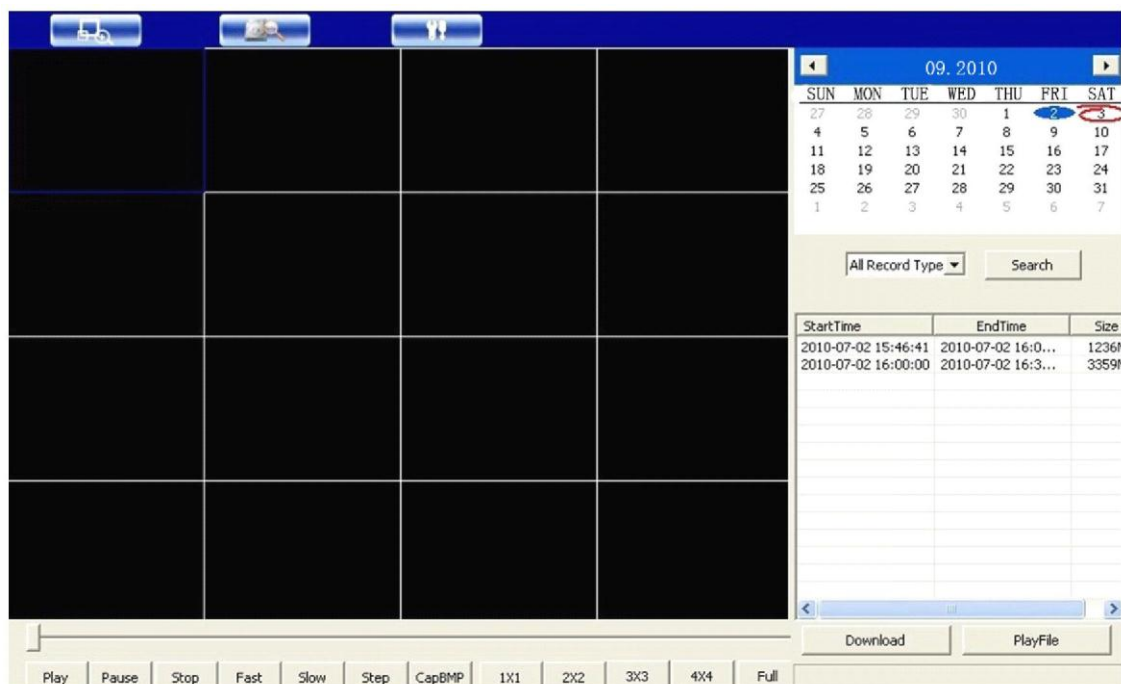 09.2010
SUN MON TUE WED THU FRI SAT
27 28 29 30 1 2 3
4 5 6 7 8 9 10
11 12 13 14 15 16 17
18 19 20 21 22 23 24
25 26 27 28 29 30 31
1 2 3 4 5 6 7
All Record Type Search
StartTime EndTime Size
2010-07-02 15:46:41 2010-07-02 16:0... 1236M
2010-07-02 16:00:00 2010-07-02 16:3... 3359M
Download PlayFile
Play Pause Stop Fast Slow Step CapBMP 1X1 2X2 3X3 4X4 Full